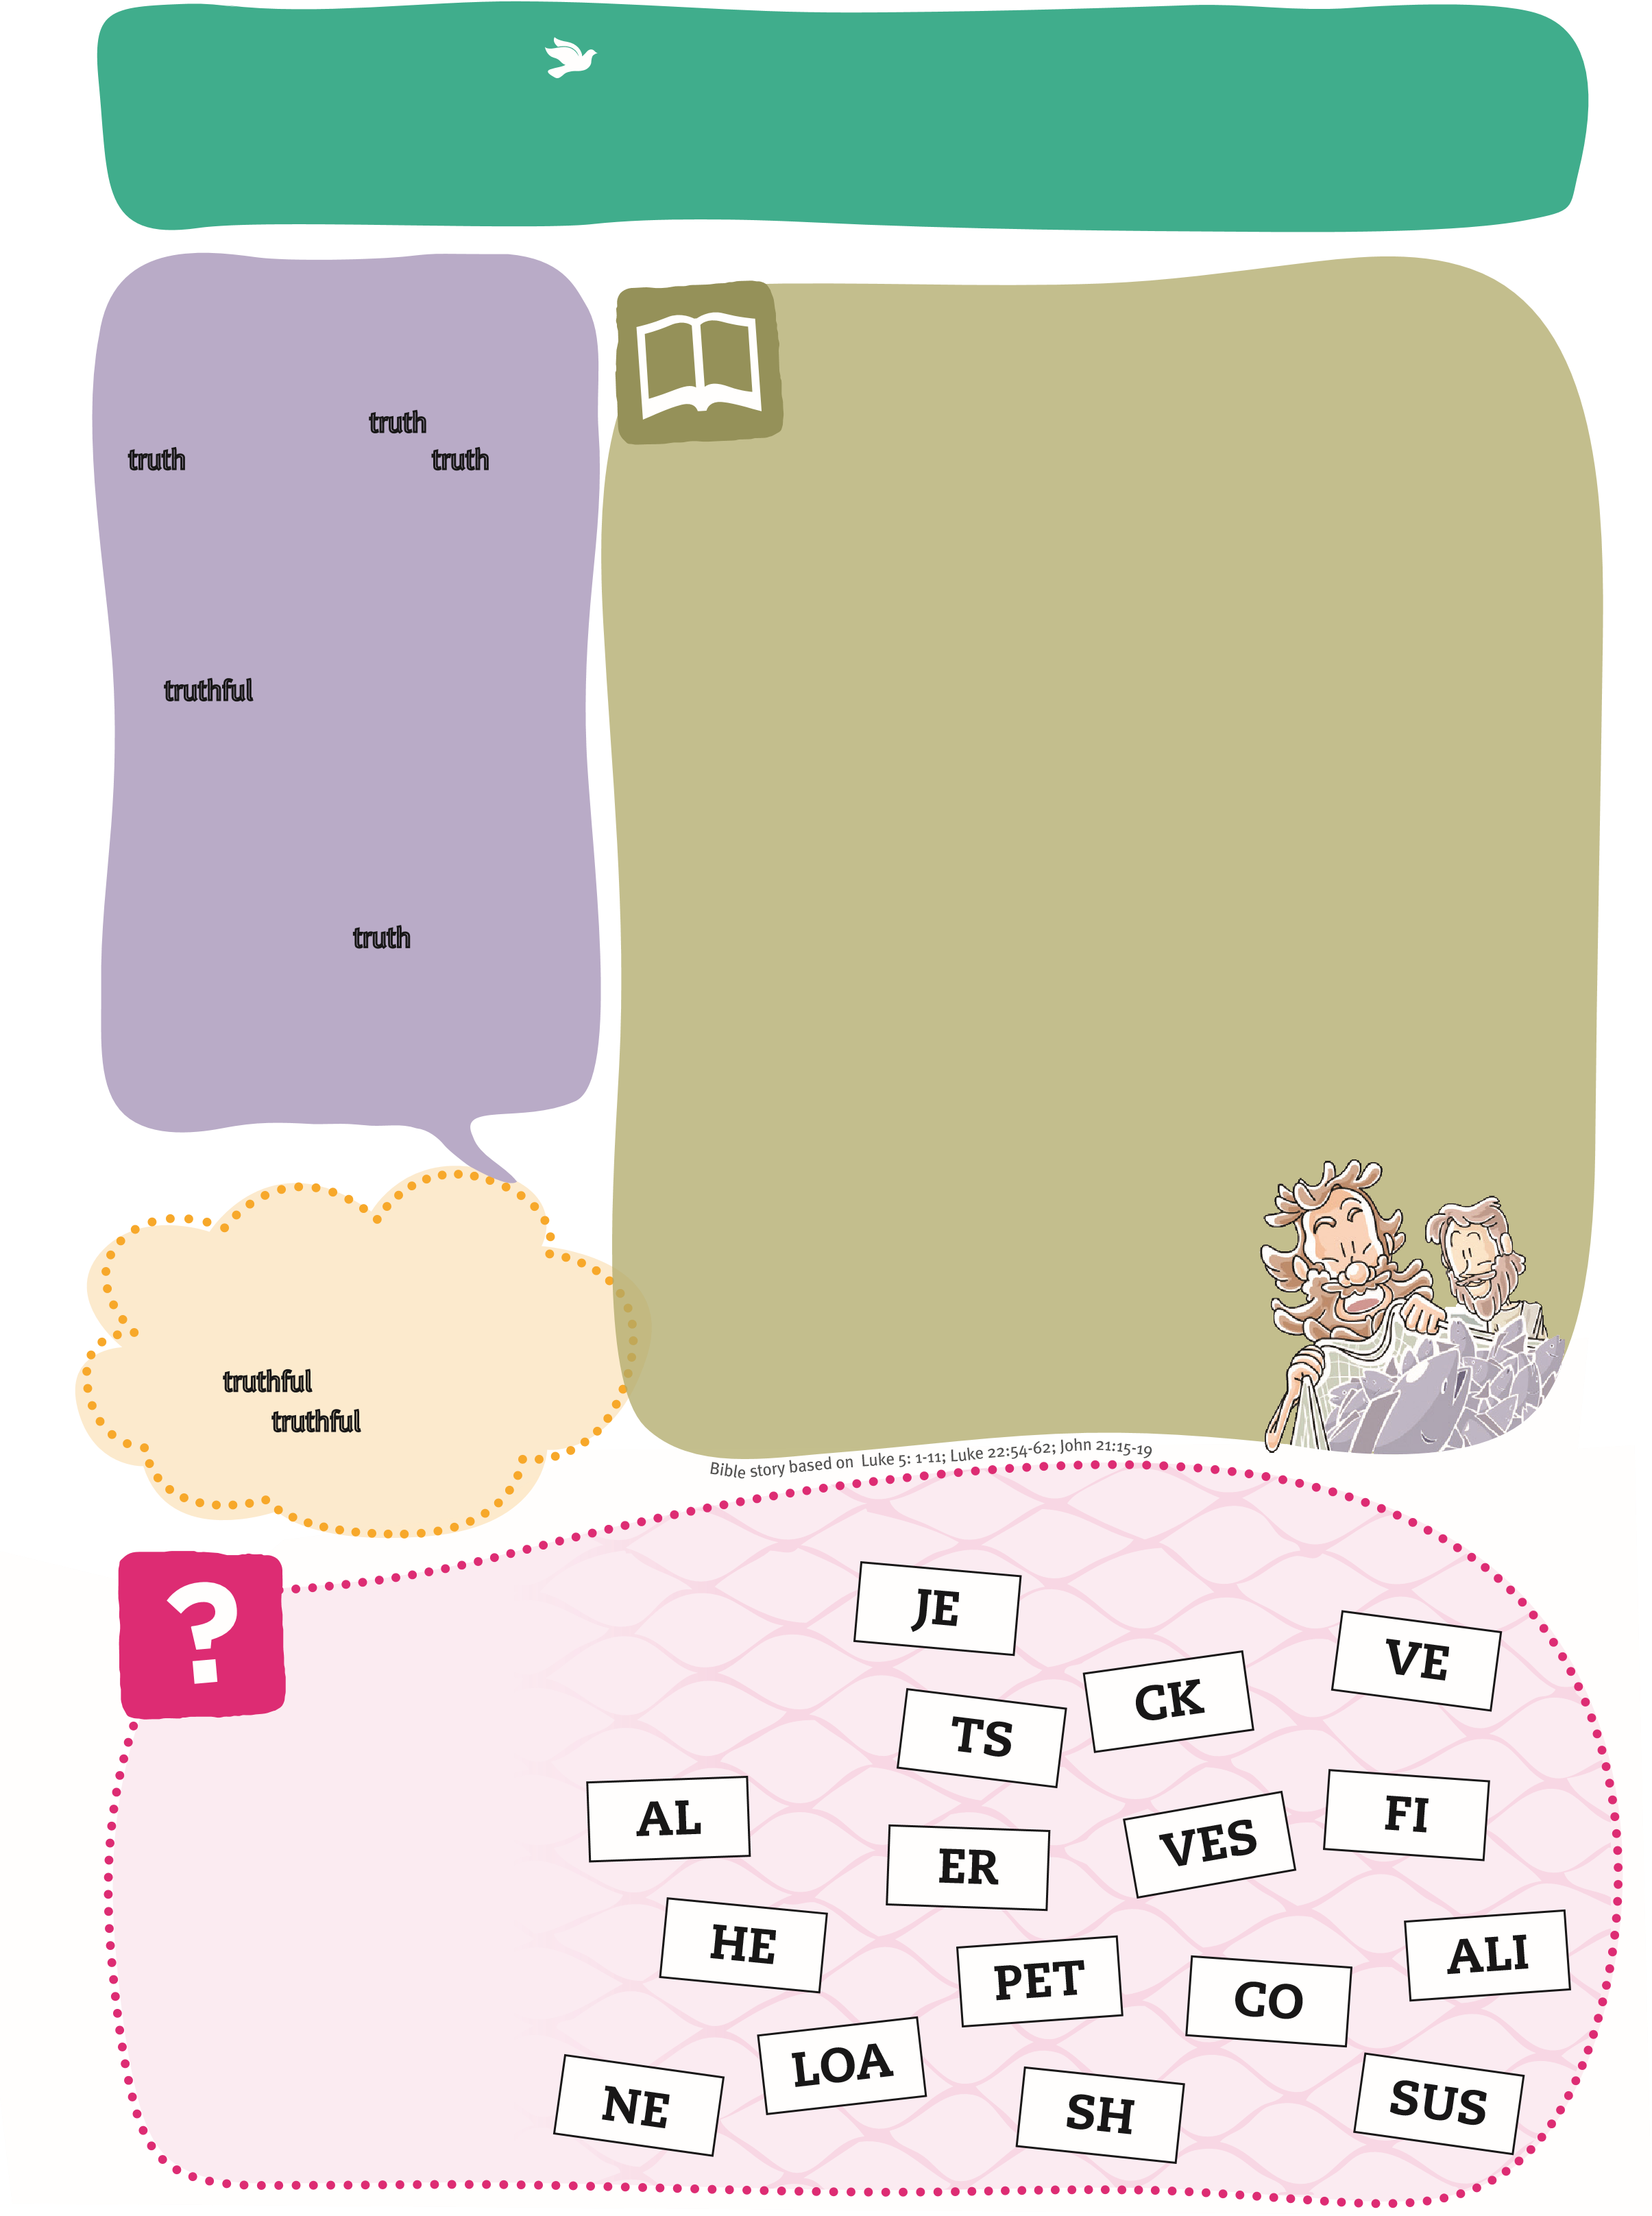 truth
truth truth
truthful
truth
truthful
truthful
Bible story based on Luke 5: 1-11; Luke 22:54-62; John 21:15-19
?
JE
VE
CK
TS
AL
FI
VES
ER
HE
ALI
PET
CO
LOA
NE
SH
SUS